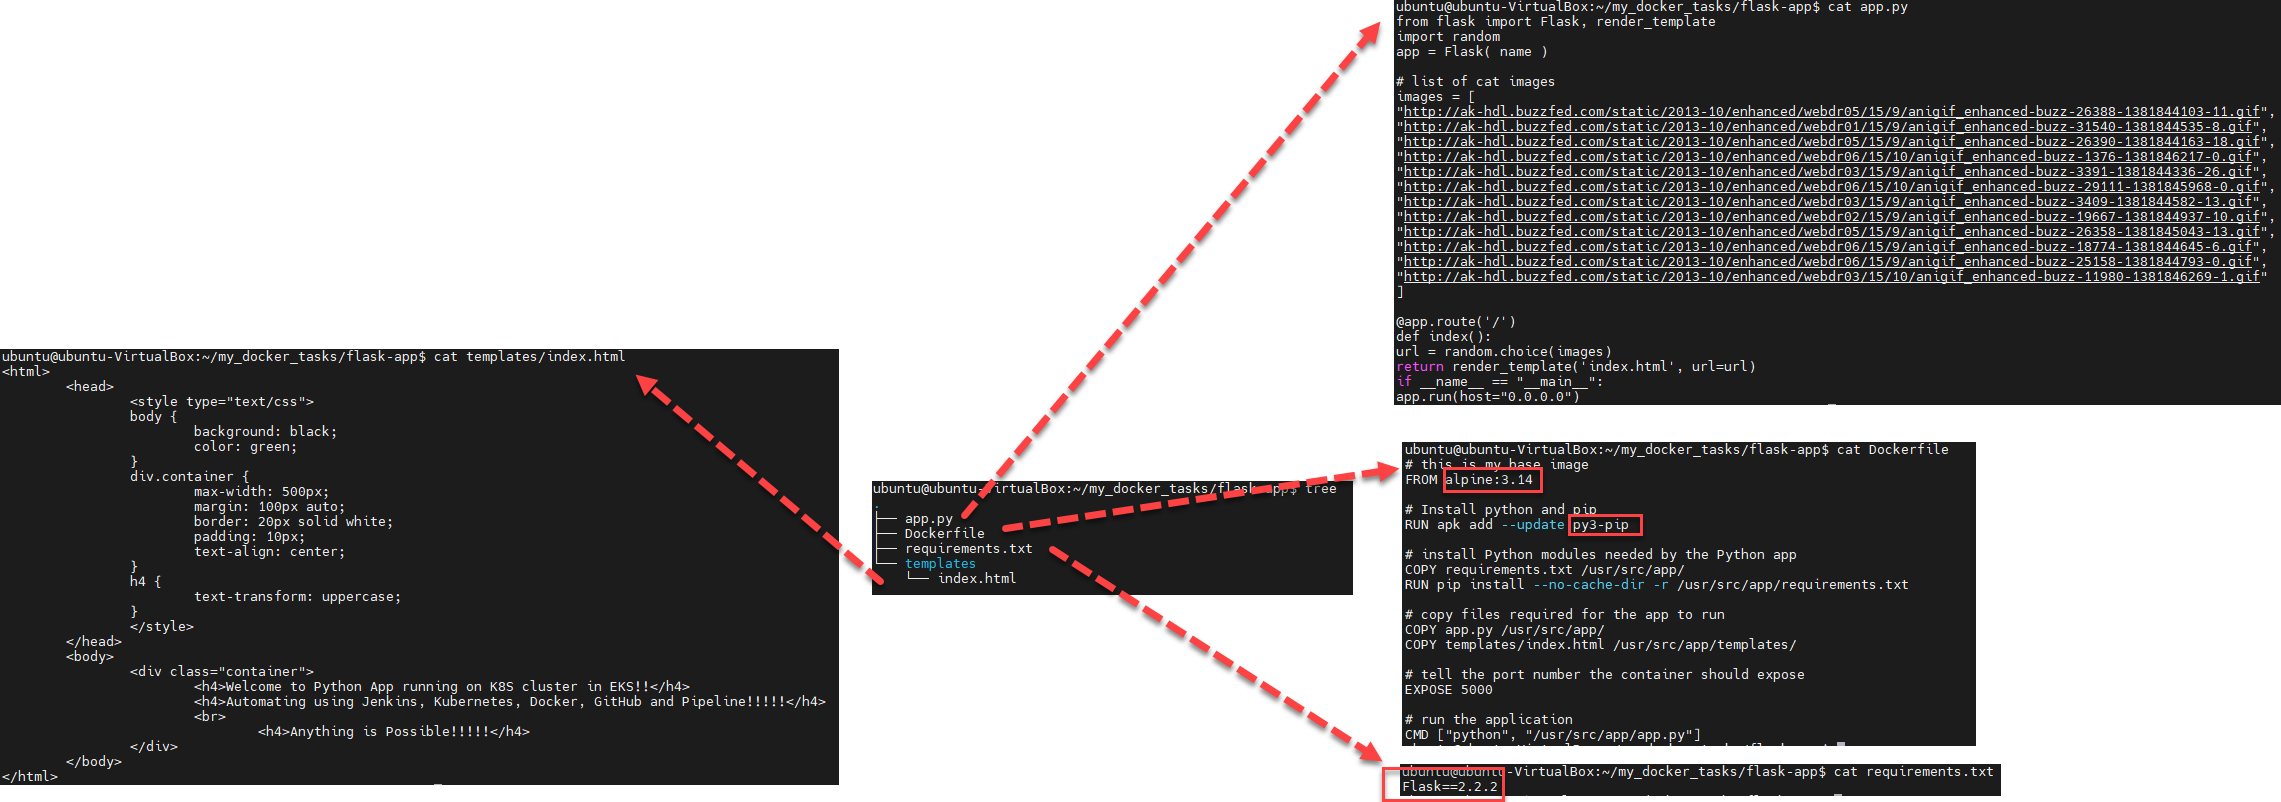 ubuntu@ubuntu-VirtualBox:~/my_docker_tasks/flask-app$ cat app.py
from flask import Flask, render_template
import random
app = Flask( name )
# list of cat images
images = [
"http://ak-hdl.buzzfed.com/static/2013-10/enhanced/webdr05/15/9/anigif_enhanced-buzz-26388-1381844103-11.gif",
"http://ak-hdl.buzzfed.com/static/2013-10/enhanced/webdr01/15/9/anigif_enhanced-buzz-31540-1381844535-8.gif",
"http://ak-hdl.buzzfed.com/static/2013-10/enhanced/webdr05/15/9/anigif_enhanced-buzz-26390-1381844163-18.gif",
"http://ak-hdl.buzzfed.com/static/2013-10/enhanced/webdr06/15/10/anigif_enhanced-buzz-1376-1381846217-0.gif",
"http://ak-hdl.buzzfed.com/static/2013-10/enhanced/webdr03/15/9/anigif_enhanced-buzz-3391-1381844336-26.gif",
"http://ak-hdl.buzzfed.com/static/2013-10/enhanced/webdr06/15/10/anigif_enhanced-buzz-29111-1381845968-0.gif",
"http://ak-hdl.buzzfed.com/static/2013-10/enhanced/webdr03/15/9/anigif_enhanced-buzz-3409-1381844582-13.gif",
"http://ak-hdl.buzzfed.com/static/2013-10/enhanced/webdr02/15/9/anigif_enhanced-buzz-19667-1381844937-10.gif",
"http://ak-hdl.buzzfed.com/static/2013-10/enhanced/webdr05/15/9/anigif_enhanced-buzz-26358-1381845043-13.gif",
"http://ak-hdl.buzzfed.com/static/2013-10/enhanced/webdr06/15/9/anigif_enhanced-buzz-18774-1381844645-6.gif",
"http://ak-hdl.buzzfed.com/static/2013-10/enhanced/webdr06/15/9/anigif_enhanced-buzz-25158-1381844793-0.gif",
"http://ak-hdl.buzzfed.com/static/2013-10/enhanced/webdr03/15/10/anigif_enhanced-buzz-11980-1381846269-1.gif"
]
@app.route('/')
def index():
url = random.choice(images)
return render_template('index.html', url=url)
if __name__ == "__main__":
app.run(host="0.0.0.0")
ubuntu@ubuntu-VirtualBox:~/my_docker_tasks/flask-app$ cat templates/index.html
<html>
<head>
<style type="text/css">
body {
background: black;
color: green;
}
div.container {
max-width: 500px;
margin: 100px auto;
border: 20px solid white;
padding: 10px;
text-align: center;
}
h4 {
text-transform: uppercase;
}
</style>
</head>
<body>
<div class="container">
<h4>Welcome to Python App running on K8S cluster in EKS!!</h4>
<h4>Automating using Jenkins, Kubernetes, Docker, GitHub and Pipeline!!!!!</h4>
<br>
<h4>Anything is Possible!!!!!</h4>
</div>
</body>
</html>
ubuntu@ubuntu-VirtualBox:~/my_docker_tasks/flask-app$ tree
.
├── app.py
├── Dockerfile
├── requirements.txt
└── templates
└── index.html
ubuntu@ubuntu-VirtualBox:~/my_docker_tasks/flask-app$ cat Dockerfile
# this is my base image
FROM alpine:3.14
# Install python and pip
RUN apk add --update py3-pip
# install Python modules needed by the Python app
COPY requirements.txt /usr/src/app/
RUN pip install --no-cache-dir -r /usr/src/app/requirements.txt
# copy files required for the app to run
COPY app.py /usr/src/app/
COPY templates/index.html /usr/src/app/templates/
# tell the port number the container should expose
EXPOSE 5000
# run the application
CMD ["python", "/usr/src/app/app.py"]
ubuntu@ubuntu-VirtualBox:~/my_docker_tasks/flask-app$ cat requirements.txt
Flask==2.2.2